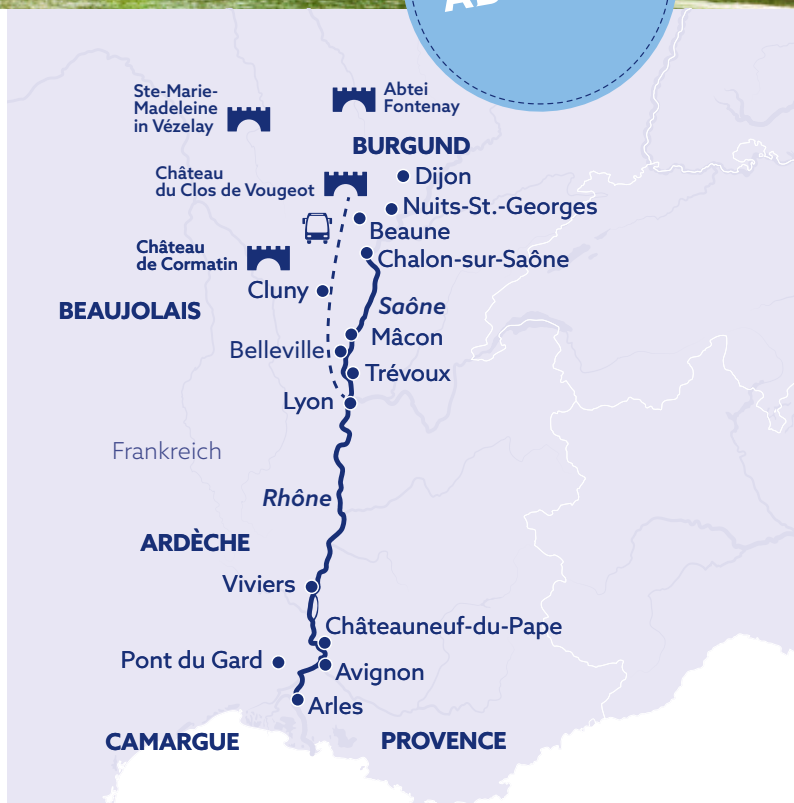 Ste-Marie-
Madeleine
in Vézelay
Abtei
Fontenay
BURGUND
Dijon
Château
du Clos de Vougeot
Nuits-St.-Georges
Beaune
Château
de Cormatin
Chalon-sur-Saône
Cluny
BEAUJOLAIS
Saône
Mâcon
Belleville
Trévoux
Lyon
Frankreich
Rhône
ARDÈCHE
Viviers
Châteauneuf-du-Pape
Pont du Gard
Avignon
Arles
CAMARGUE
PROVENCE